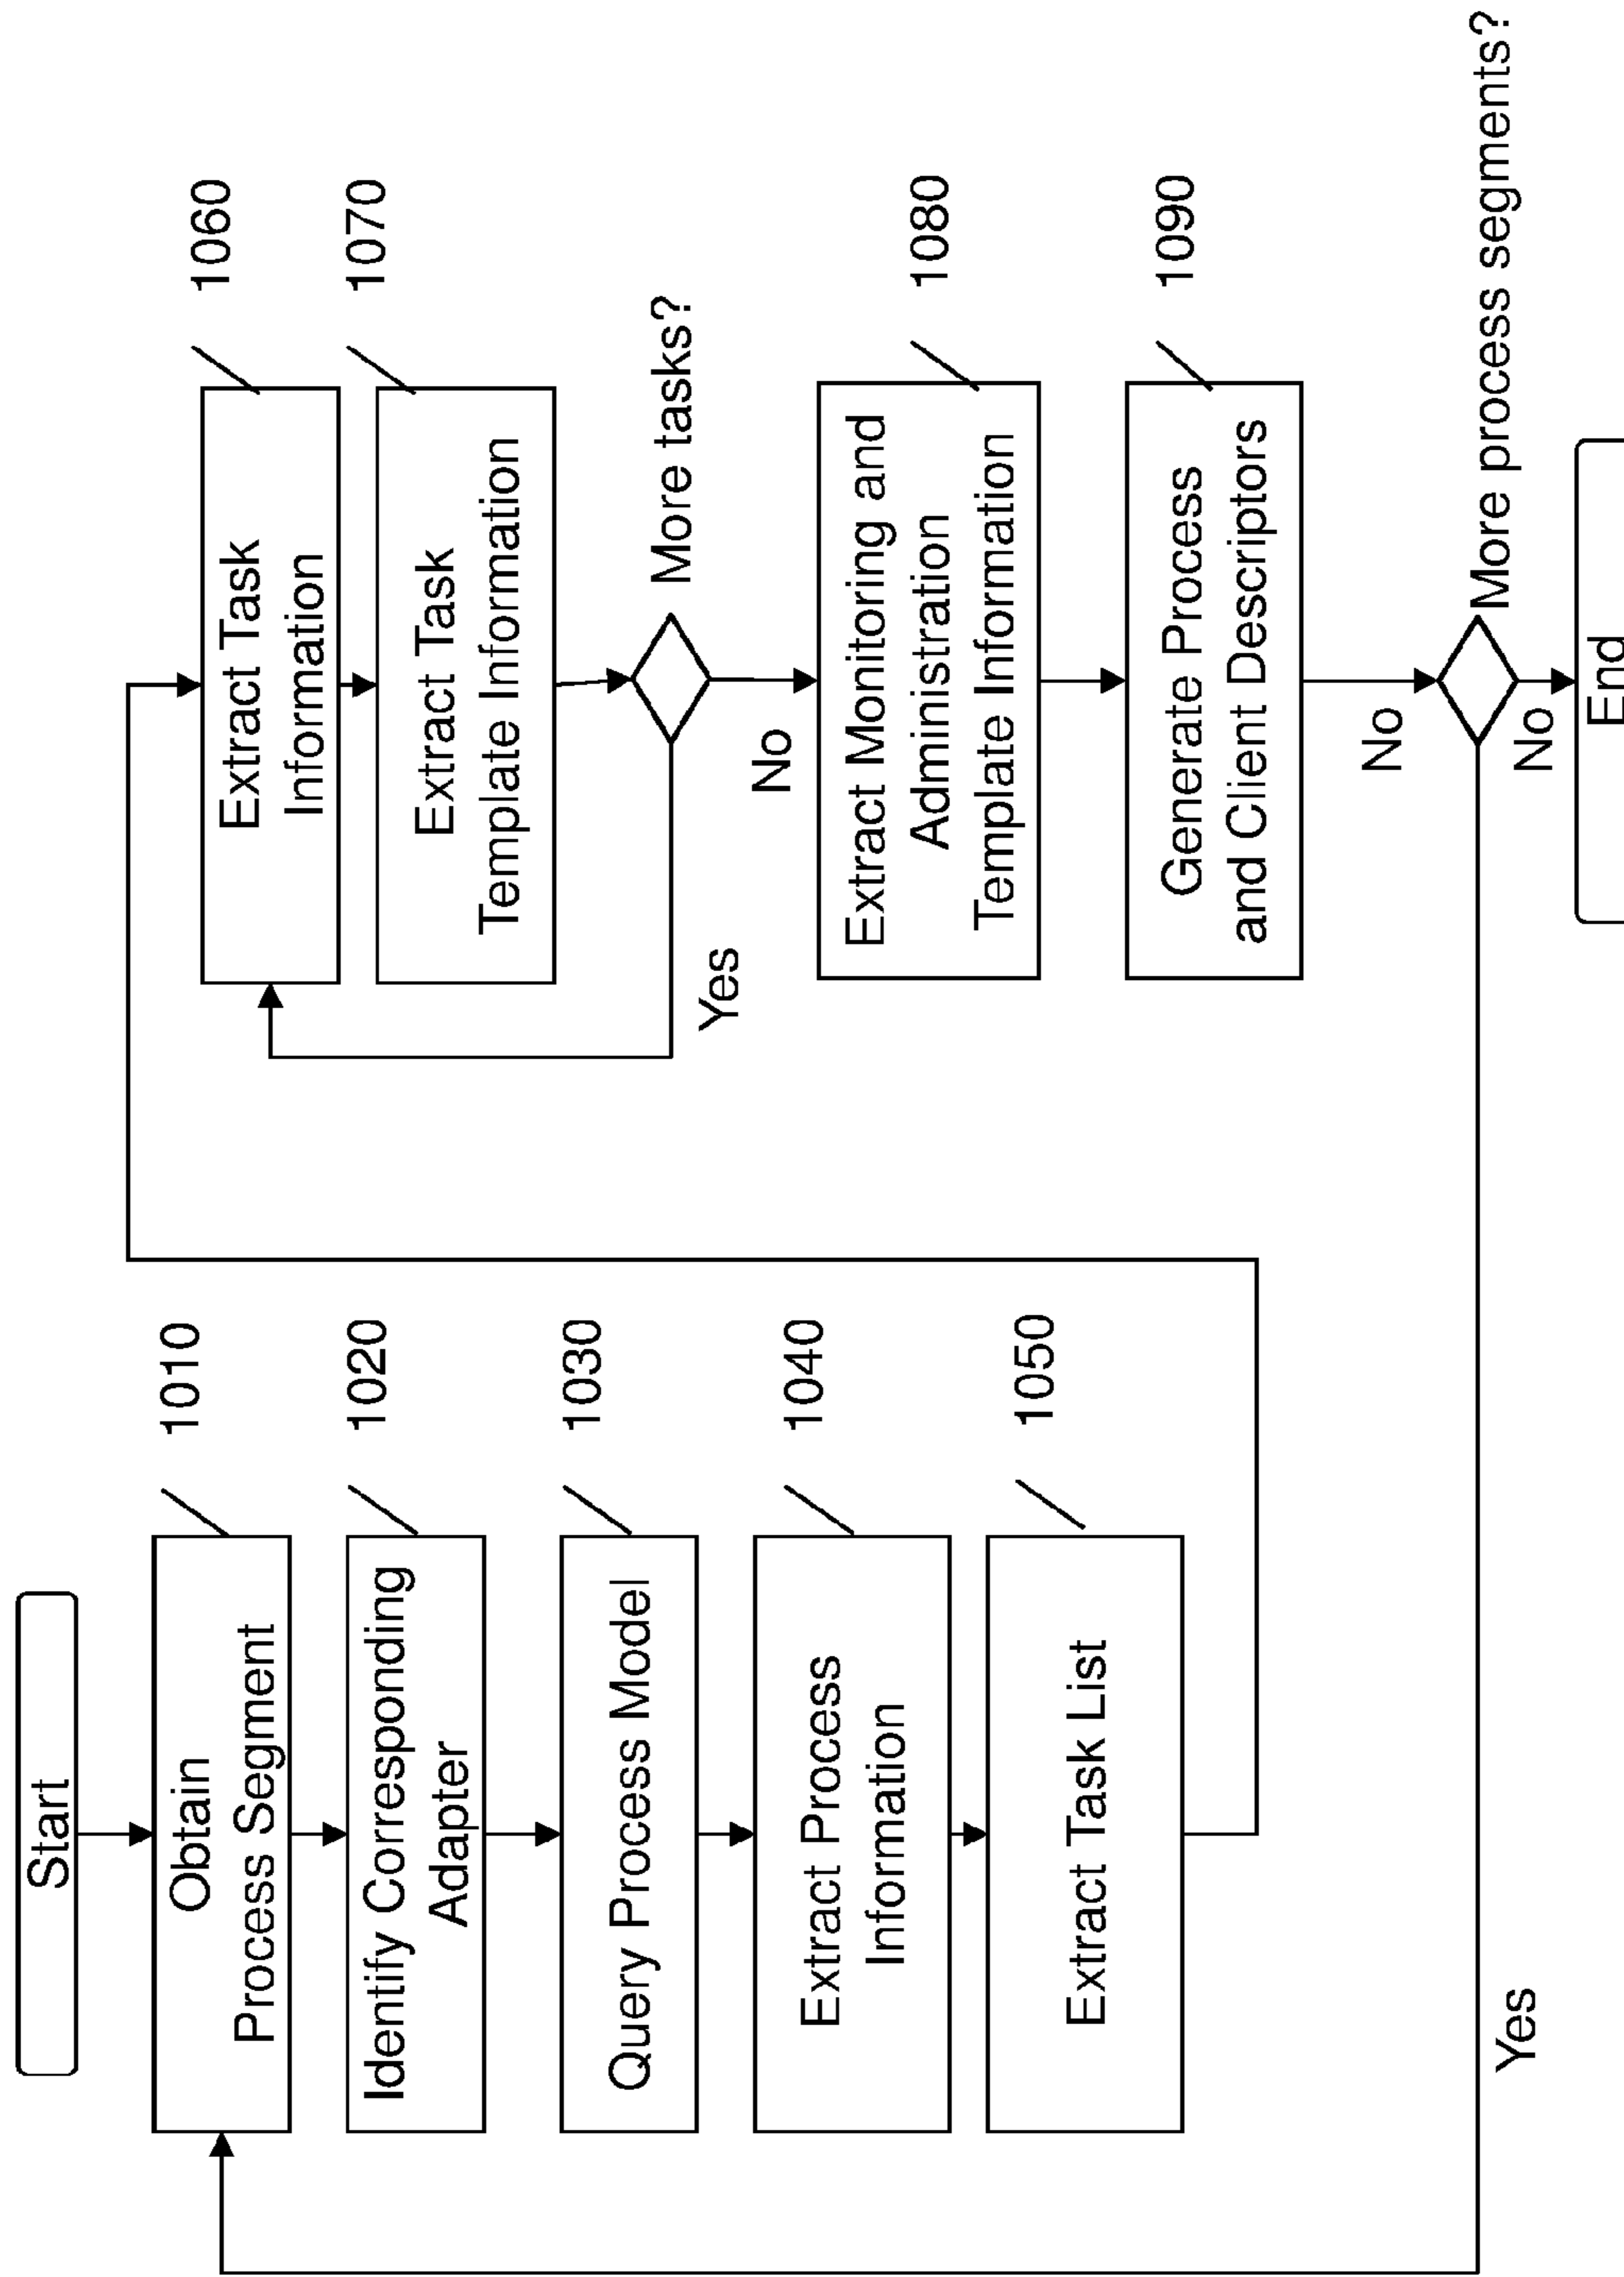 Start
Obtain
Process Segment
1010
Identify Corresponding
Adapter
1020
Query Process Model
1030
Extract Process
Information
1040
Extract Task List
1050
Extract Task
Information
1060
Extract Task
Template Information
1070
More tasks?
Yes
No
Extract Monitoring and
Administration
Template Information
1080
Generate Process
and Client Descriptors
1090
No
More process segments?
Yes
No
End